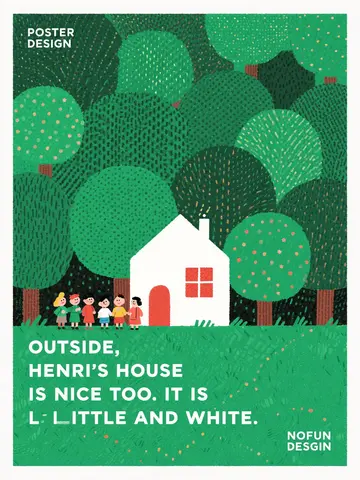 POSTER
DESIGN
OUTSIDE,
HENRI'S HOUSE
IS NICE TOO. IT IS
L- LITTLE AND WHITE.
NOFUN
DESGIN